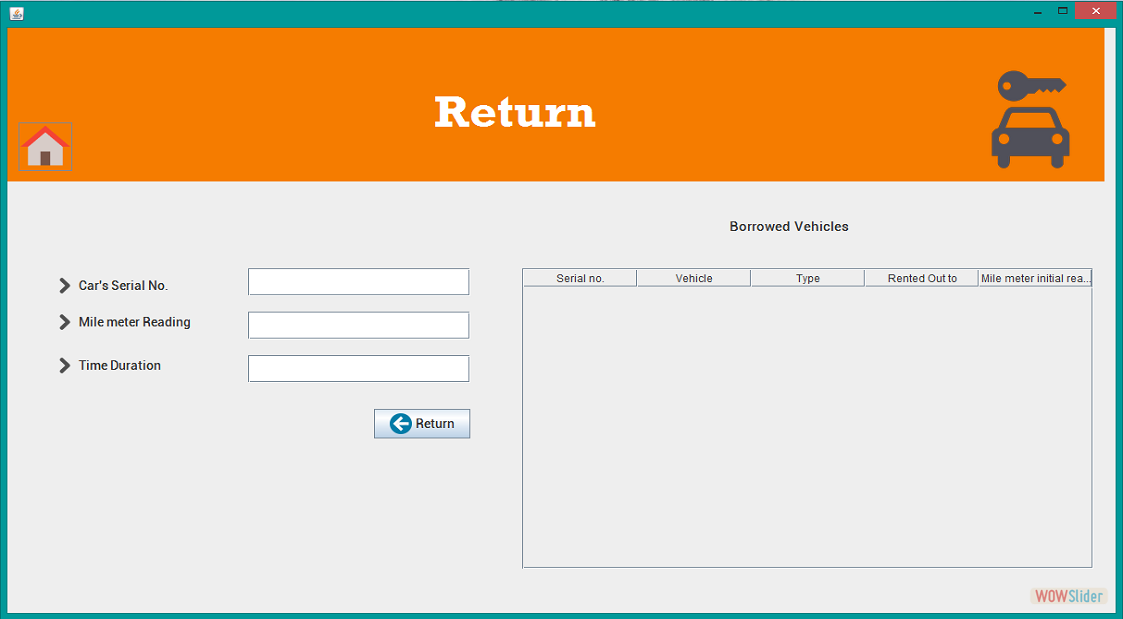 Return
Borrowed Vehicles
Car's Serial No.
Mile meter Reading
Time Duration
Return
Serial no. Vehicle Type Rented Out to Mile meter initial rea...
WOWSlider